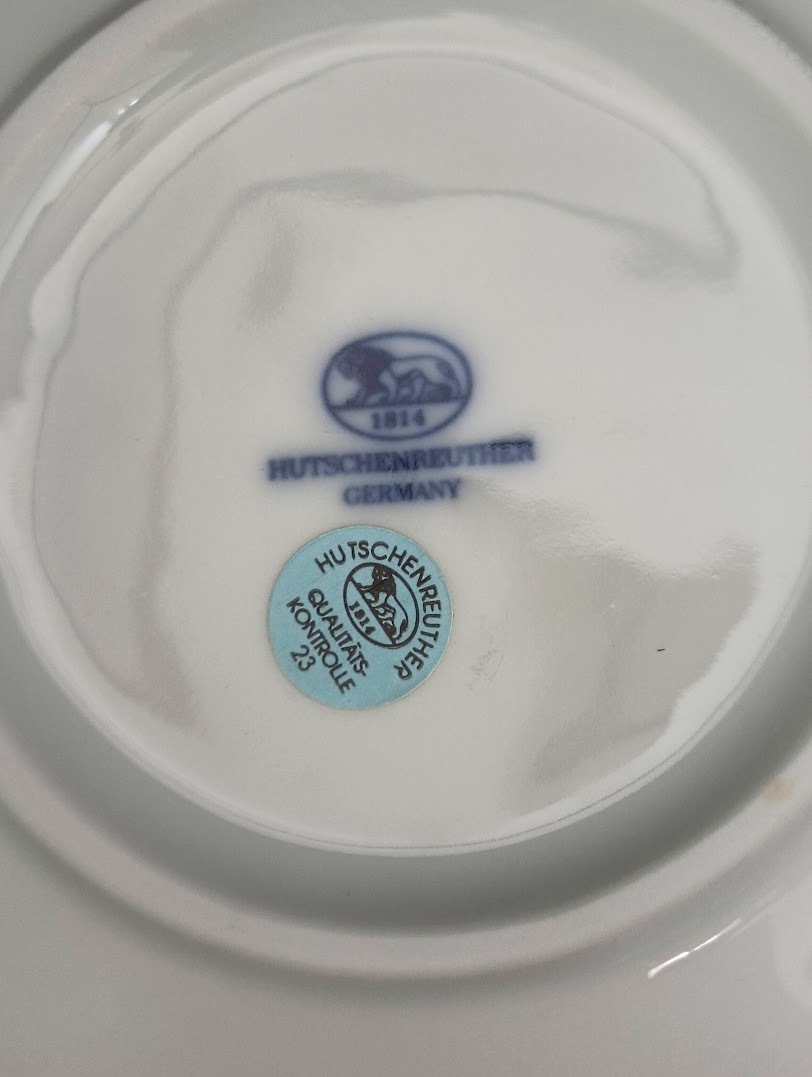 1814
HUTSCHENREUTHER
GERMANY
HUTSCHENREUTHER
1814
QUALITÄTS-
KONTROLLE
23